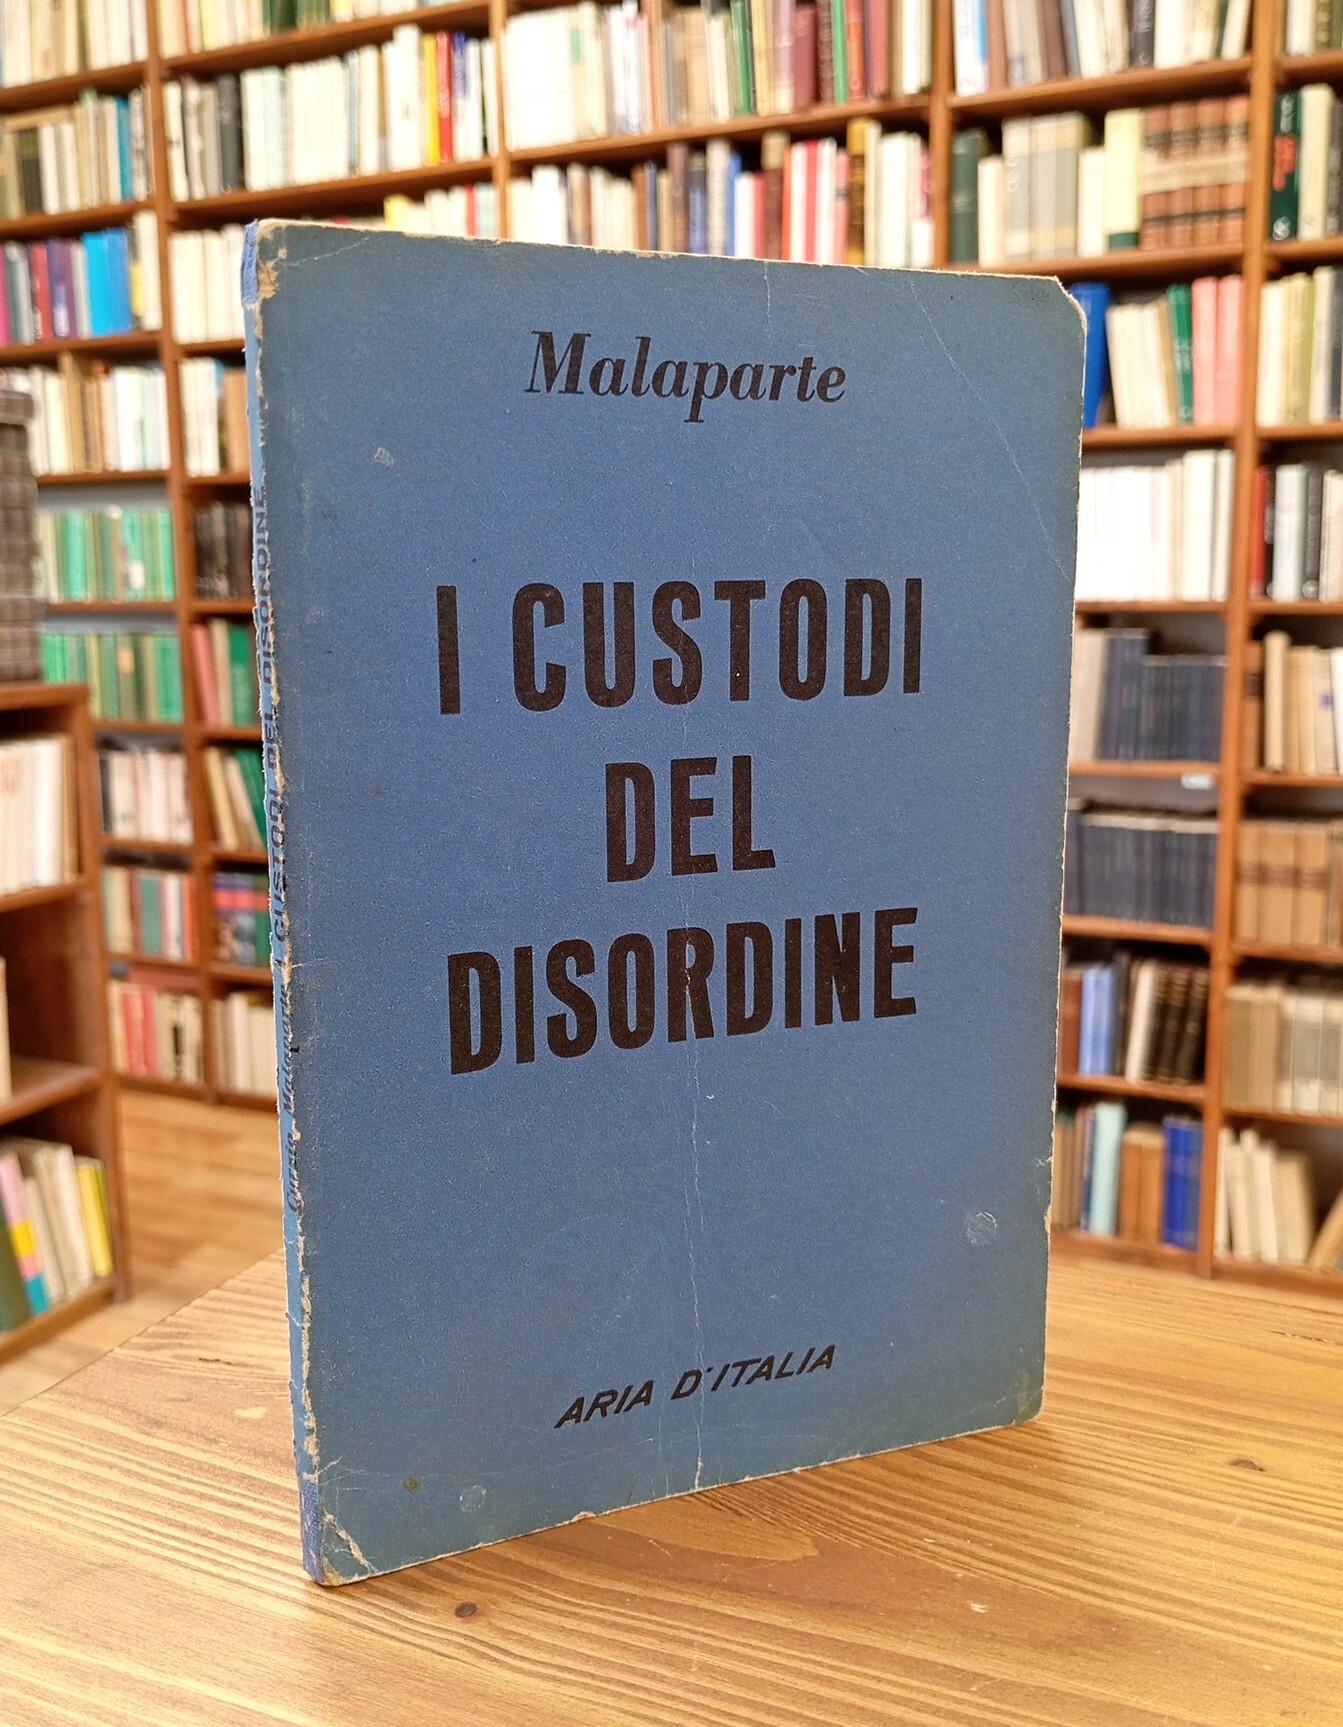 Malaparte
I CUSTODI
DEL
DISORDINE
ARIA D'ITALIA
Curzio Malaparte I CUSTODI DEL DISORDINE